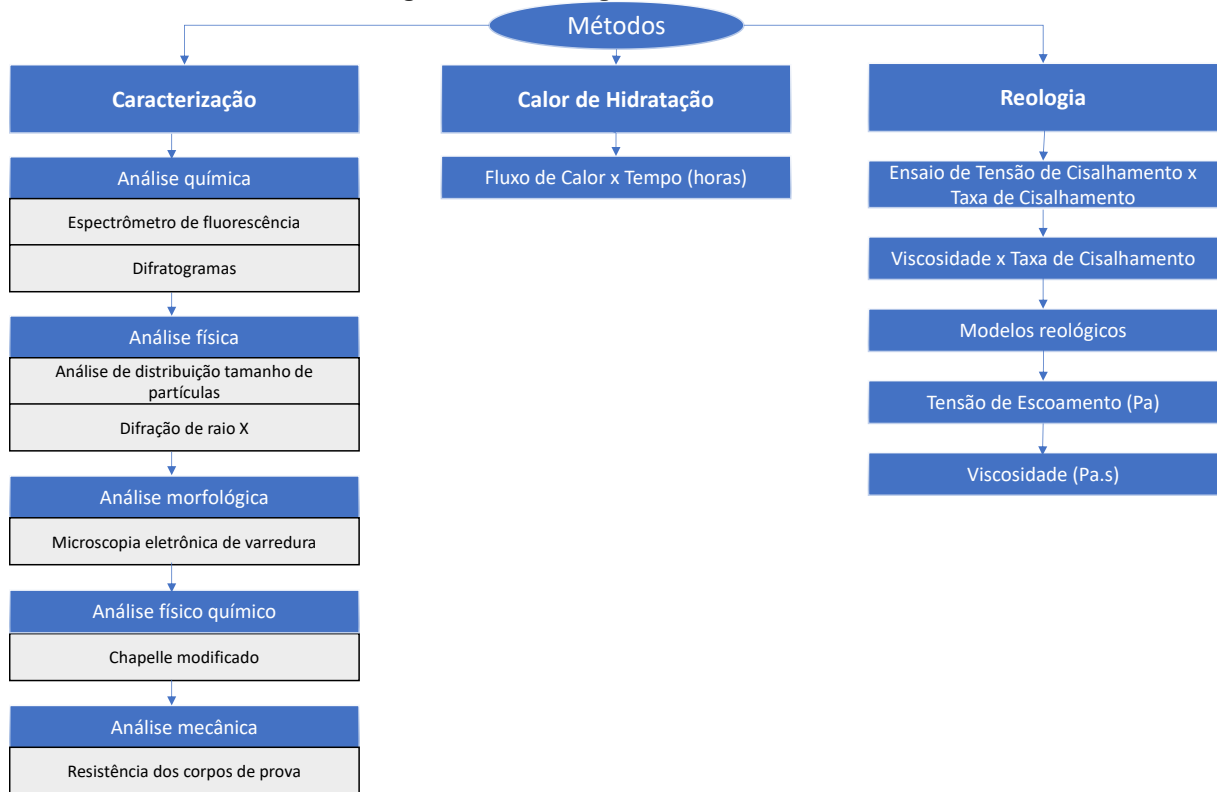 Métodos
Caracterização
Análise química
Espectrômetro de fluorescência
Difratogramas
Análise física
Análise de distribuição tamanho de
partículas
Difração de raio X
Análise morfológica
Microscopia eletrônica de varredura
Análise físico químico
Chapelle modificado
Análise mecânica
Resistência dos corpos de prova
Calor de Hidratação
Fluxo de Calor x Tempo (horas)
Reologia
Ensaio de Tensão de Cisalhamento x
Taxa de Cisalhamento
Viscosidade x Taxa de Cisalhamento
Modelos reológicos
Tensão de Escoamento (Pa)
Viscosidade (Pa.s)